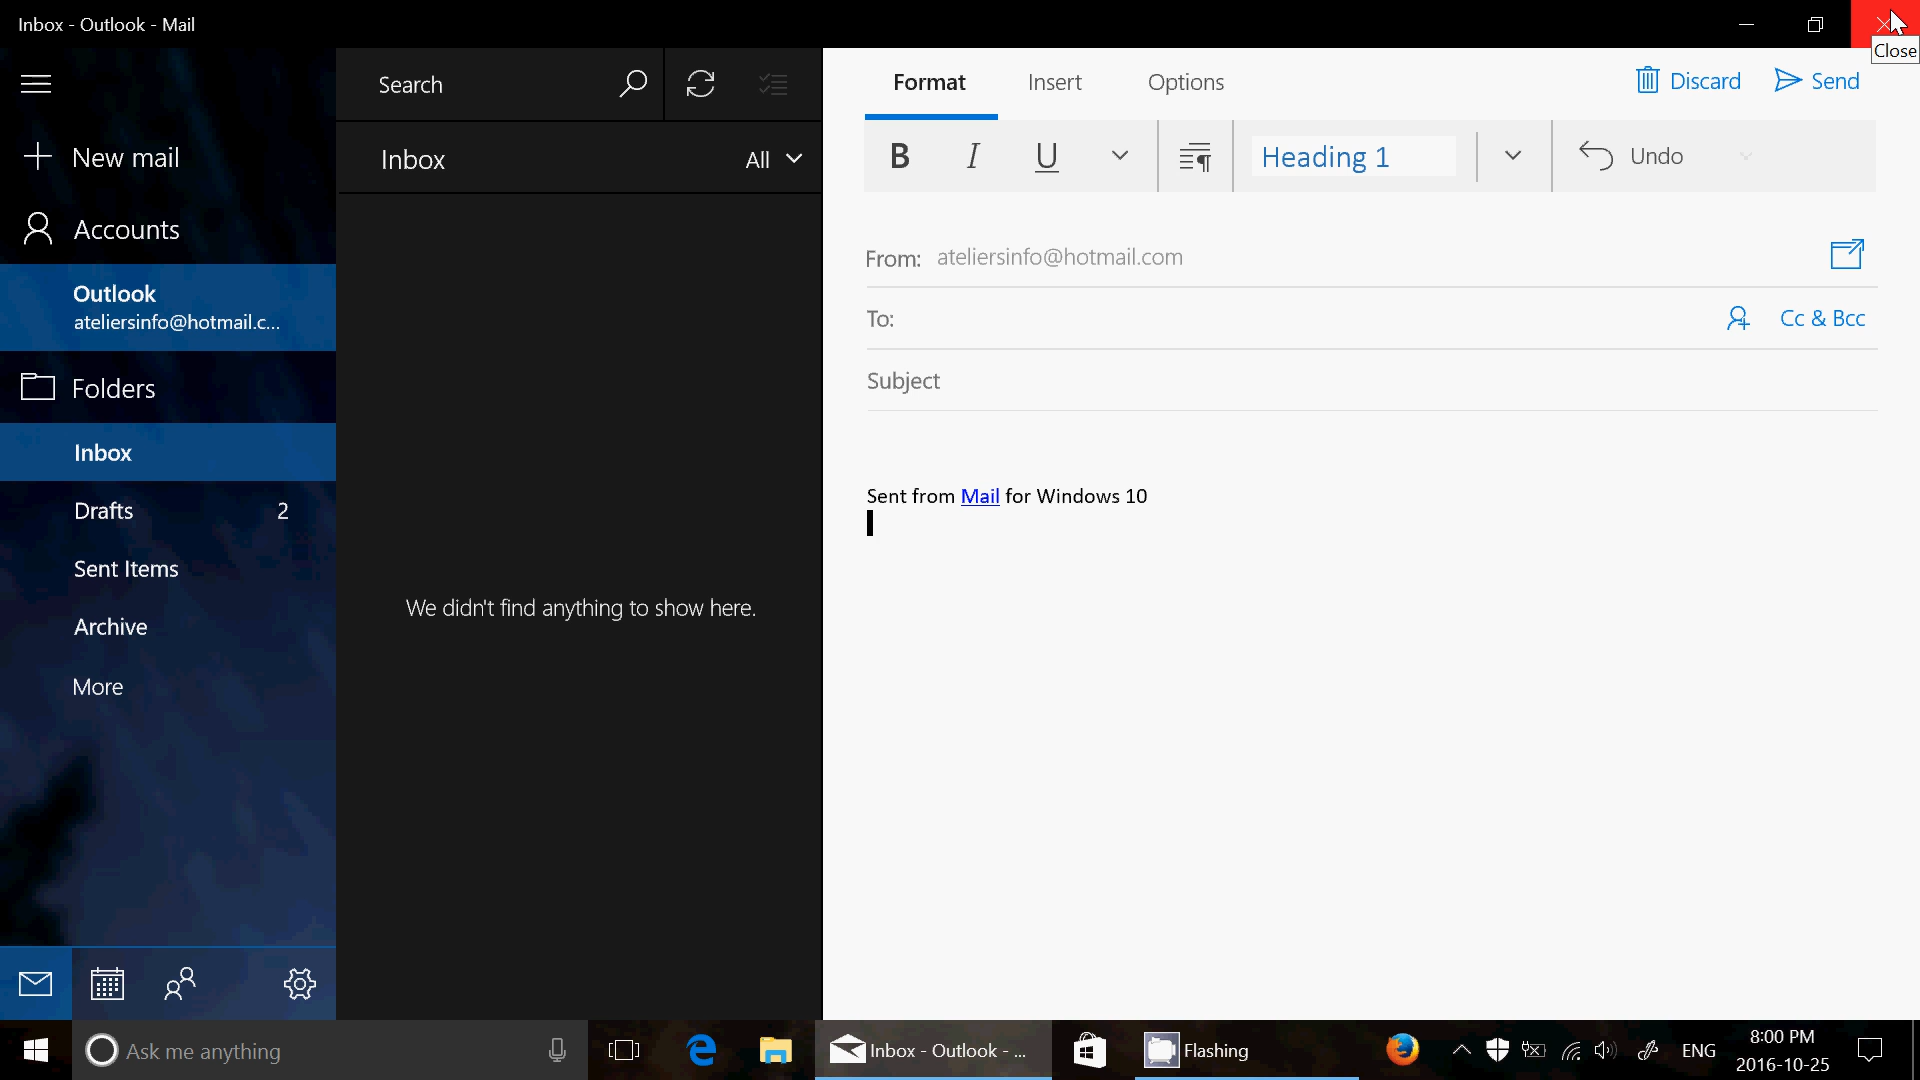 Inbox - Outlook - Mail
Close
Search
New mail
Accounts
Outlook
ateliersinfo@hotmail.c...
Folders
Inbox
Drafts 2
Sent Items
Archive
More
Inbox All
We didn't find anything to show here.
Format Insert Options Discard Send
B I U Heading 1 Undo
From: ateliersinfo@hotmail.com
To: Cc & Bcc
Subject
Sent from Mail for Windows 10
Ask me anything
Inbox - Outlook - ...
Flashing
ENG
8:00 PM
2016-10-25